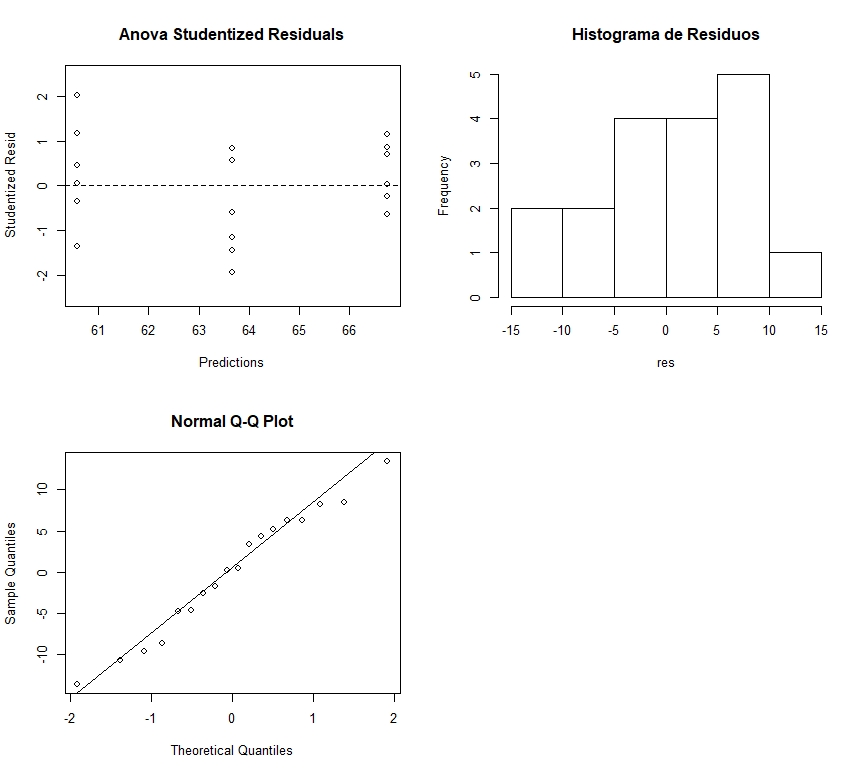 Anova Studentized Residuals
2
1
0
-1
-2
Studentized Resid
61 62 63 64 65 66
Predictions
Histograma de Residuos
5
4
3
2
1
0
Frequency
-15 -10 -5 0 5 10 15
res
Normal Q-Q Plot
10
5
0
-5
-10
Sample Quantiles
-2 -1 0 1 2
Theoretical Quantiles